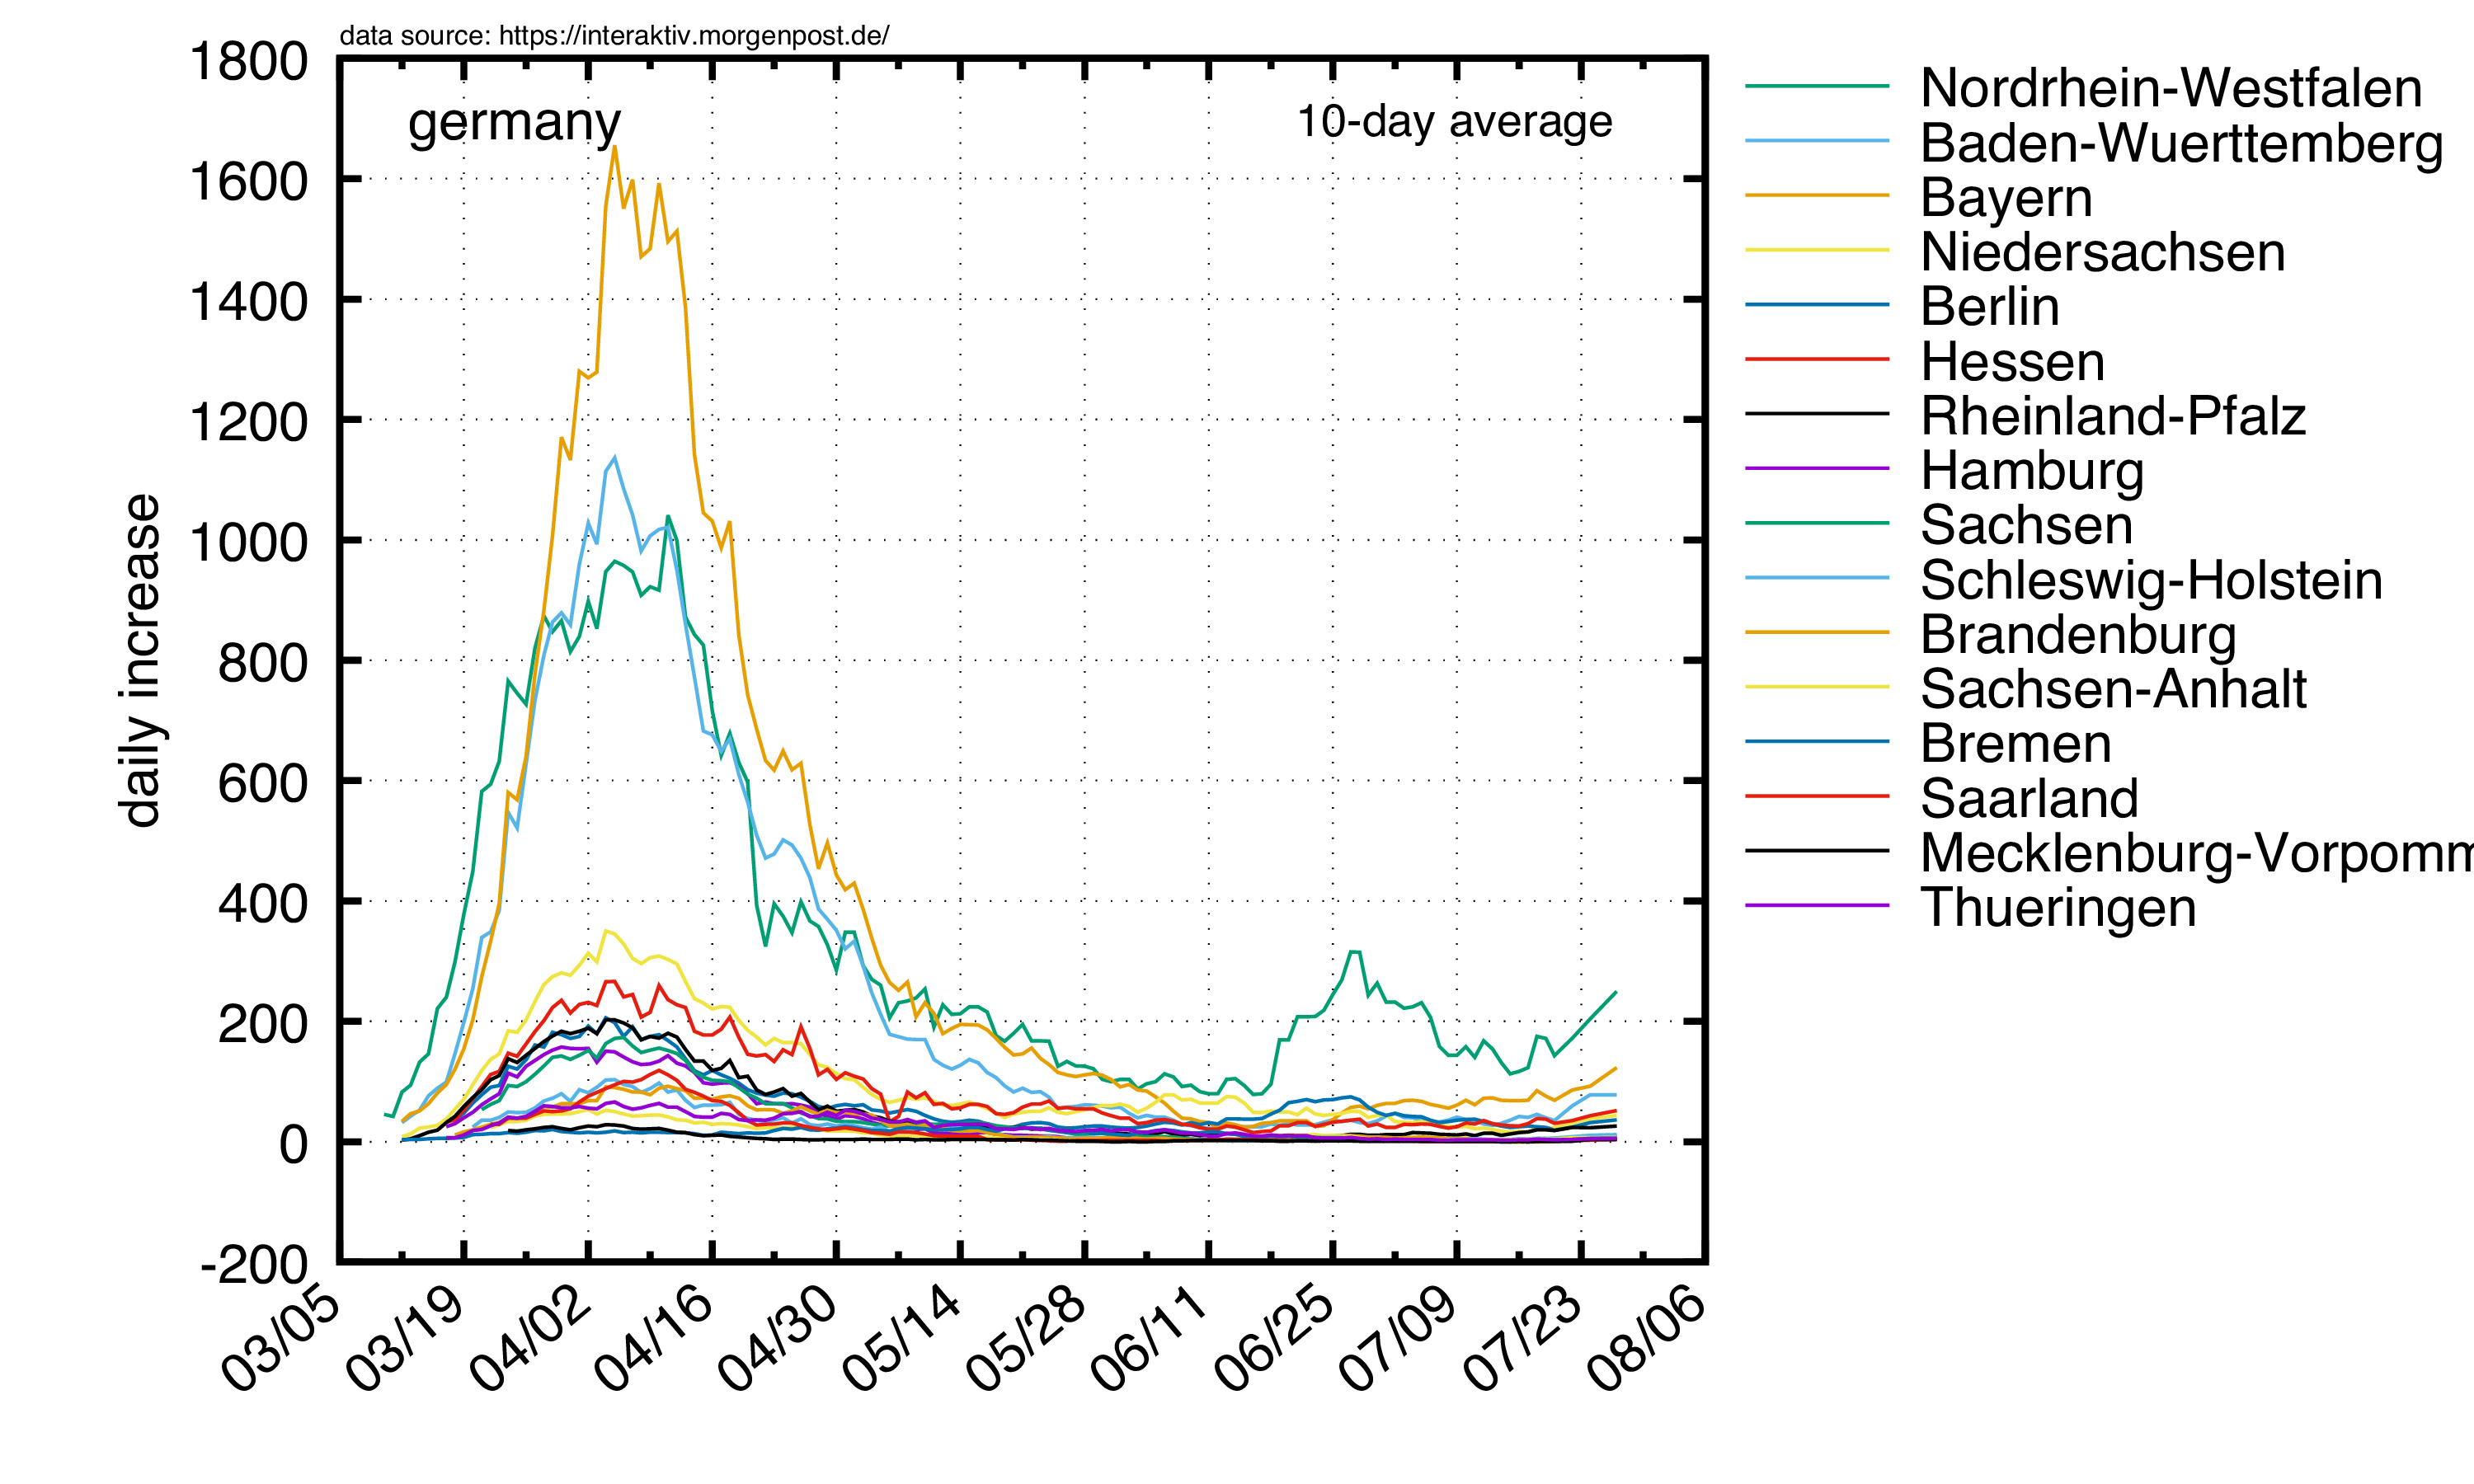 data source: https://interaktiv.morgenpost.de/
germany
10-day average
daily increase
1800
1600
1400
1200
1000
800
600
400
200
0
-200
03/05
03/19
04/02
04/16
04/30
05/14
05/28
06/11
06/25
07/09
07/23
08/06
Nordrhein-Westfalen
Baden-Wuerttemberg
Bayern
Niedersachsen
Berlin
Hessen
Rheinland-Pfalz
Hamburg
Sachsen
Schleswig-Holstein
Brandenburg
Sachsen-Anhalt
Bremen
Saarland
Mecklenburg-Vorpomm
Thueringen